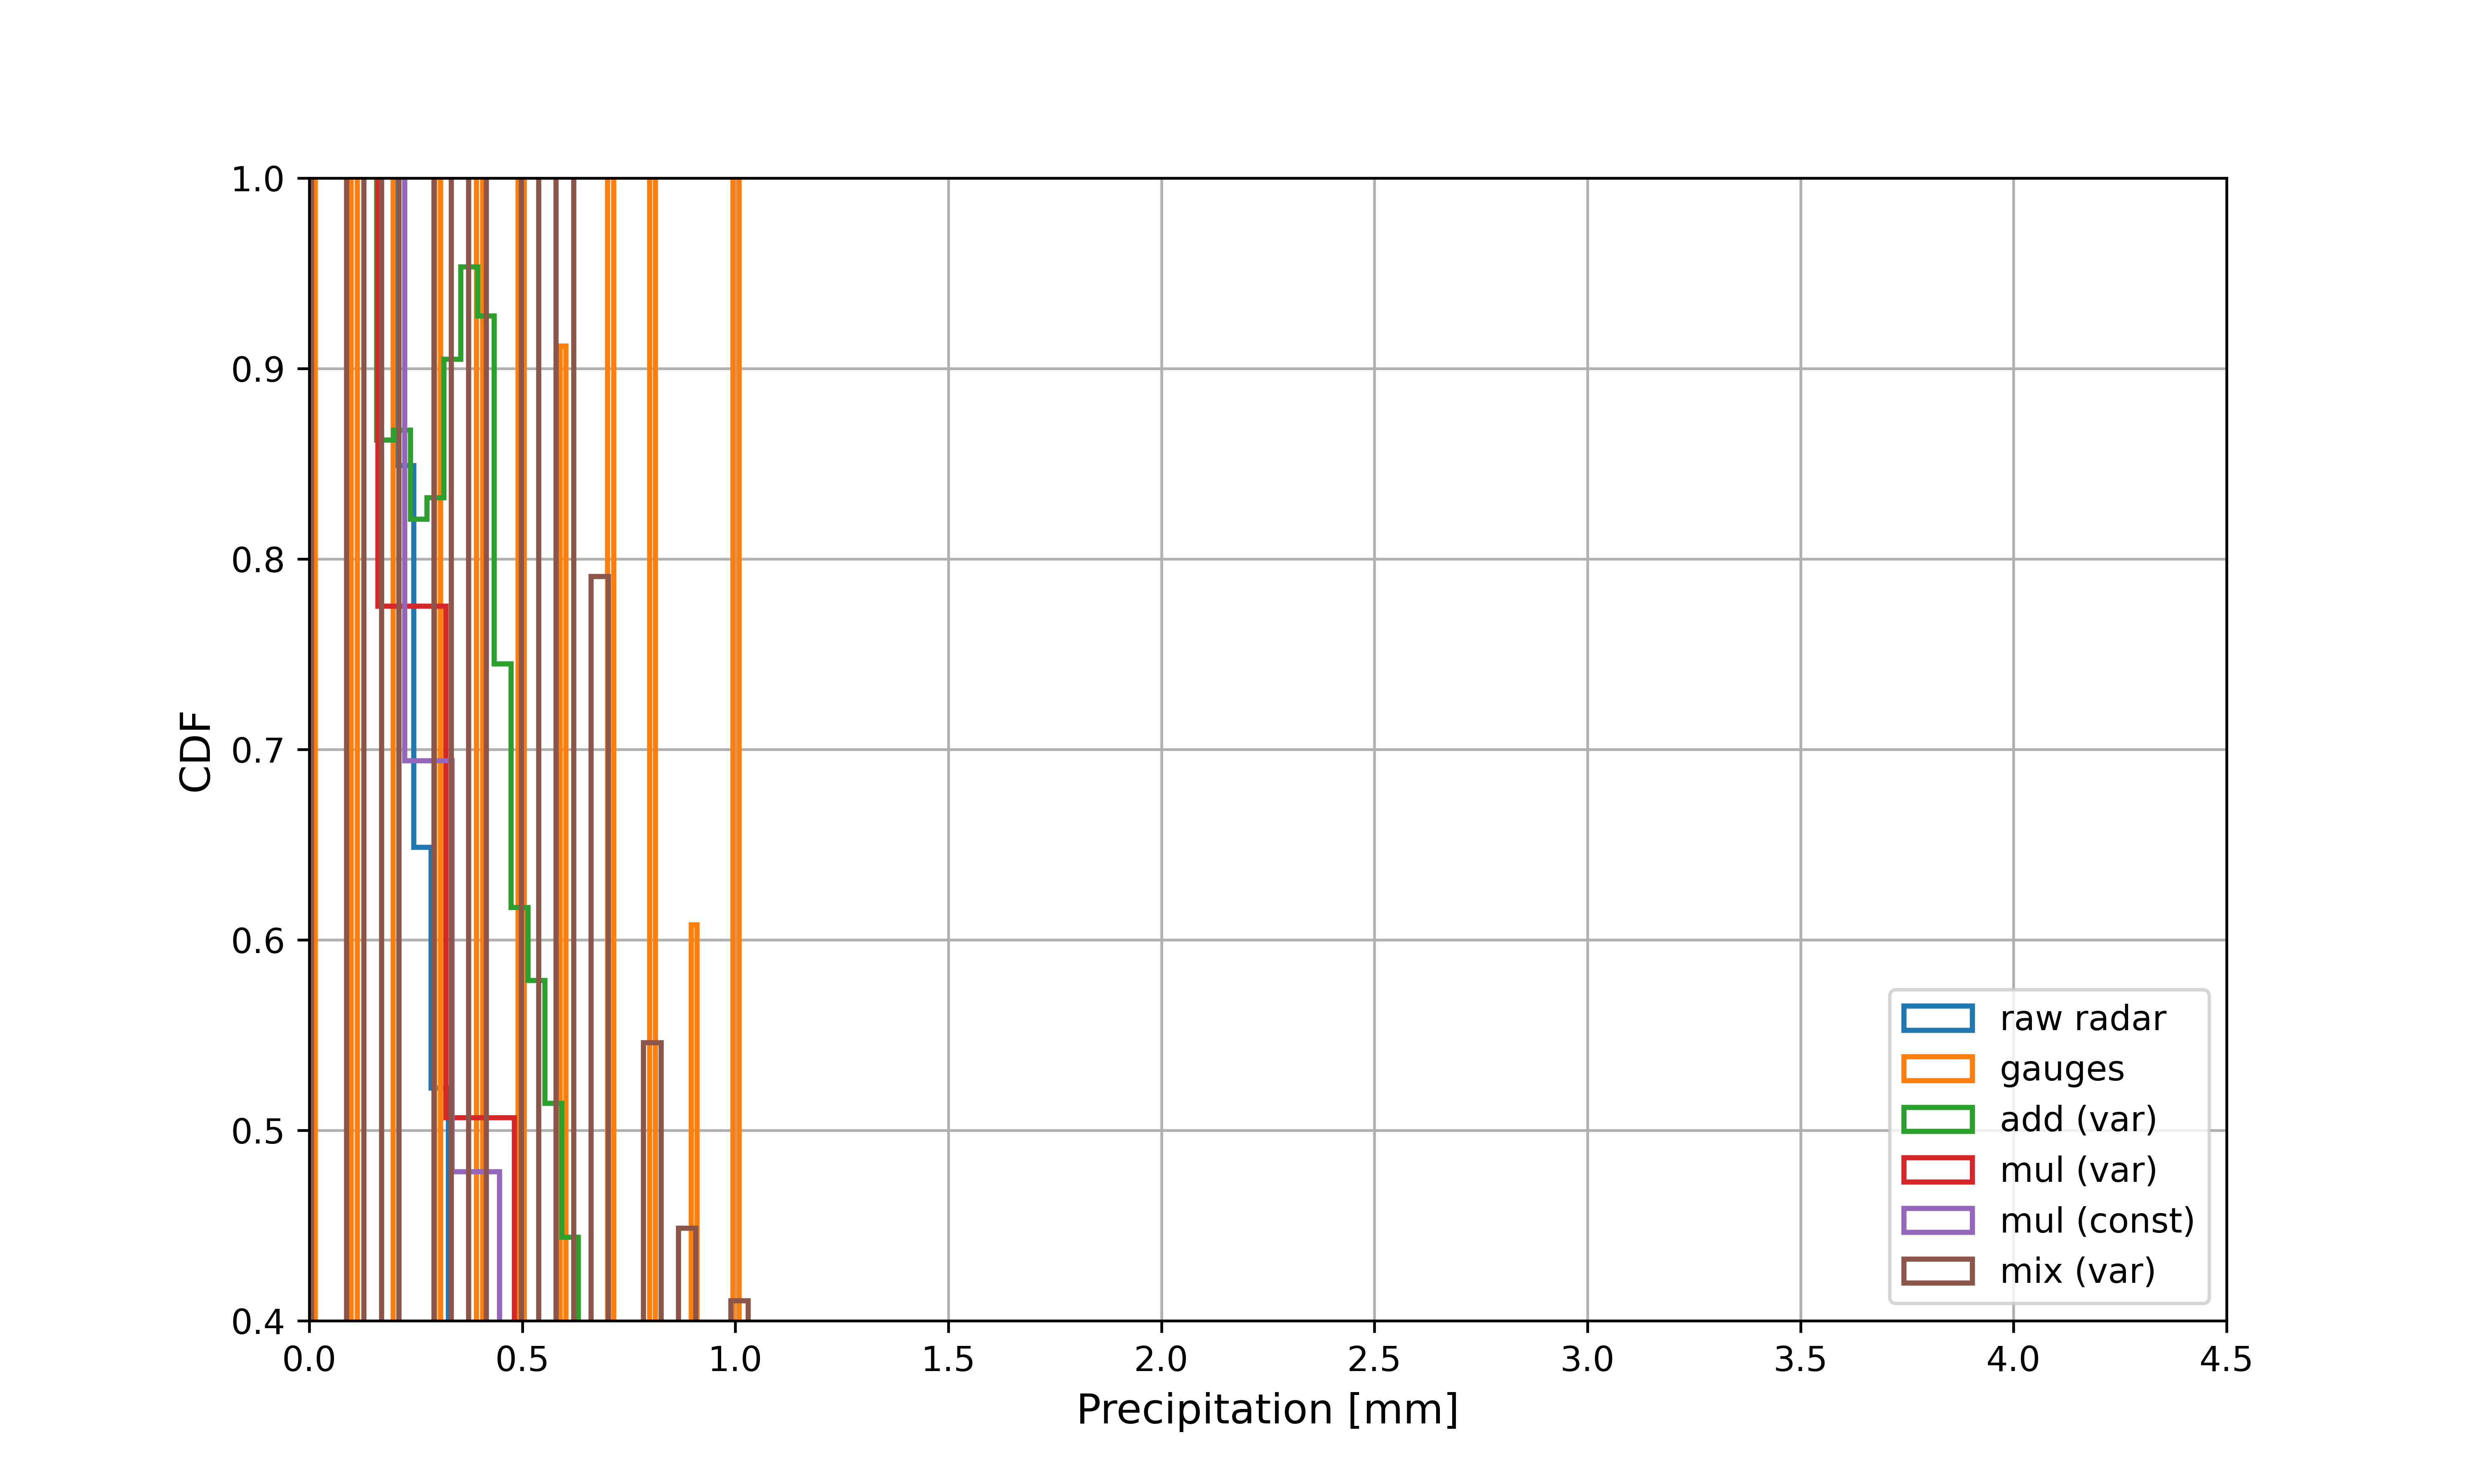 1.0
0.9
0.8
0.7
0.6
0.5
0.4
CDF
0.0 0.5 1.0 1.5 2.0 2.5 3.0 3.5 4.0 4.5
Precipitation [mm]
raw radar
gauges
add (var)
mul (var)
mul (const)
mix (var)